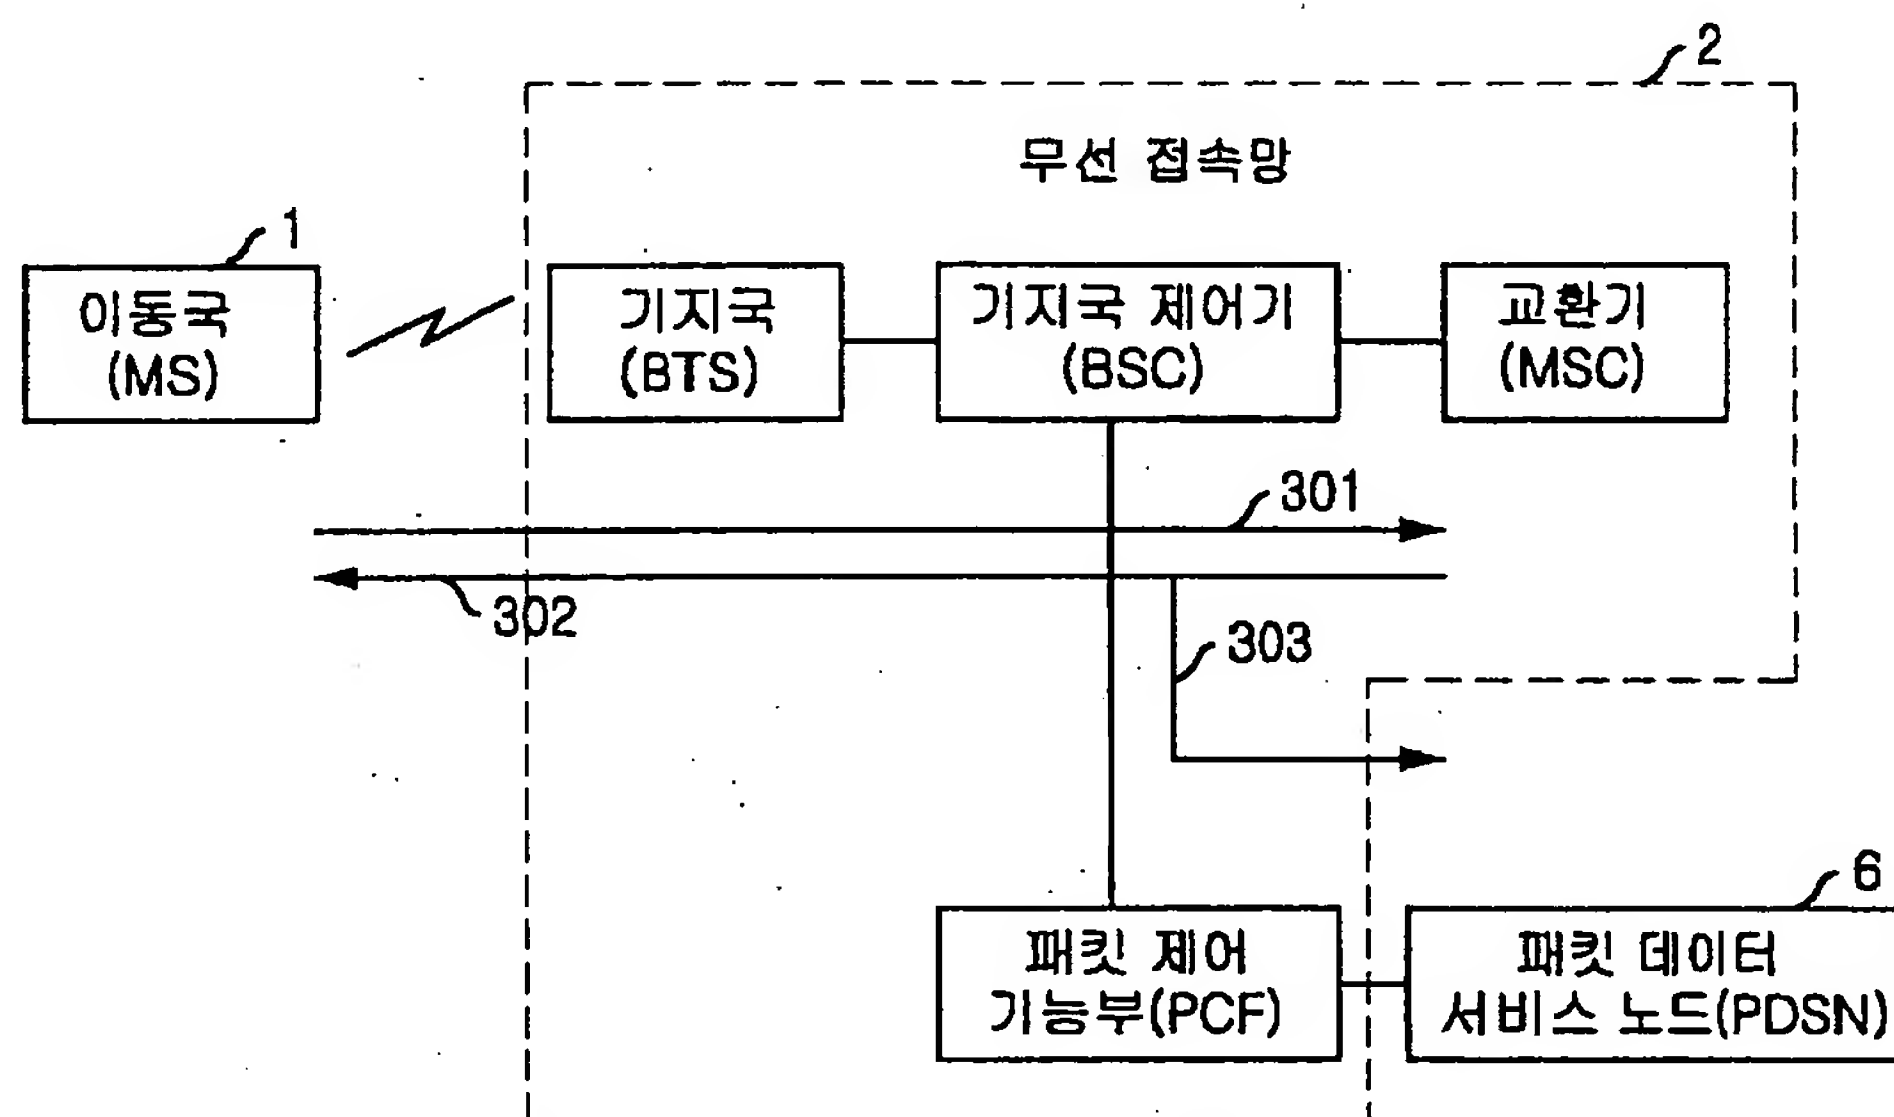 2
무선 접속망
1
이동국
(MS)
기지국
(BTS)
기지국 제어기
(BSC)
교환기
(MSC)
301
302
303
6
패킷 제어
기능부(PCF)
패킷 데이터
서비스 노드(PDSN)